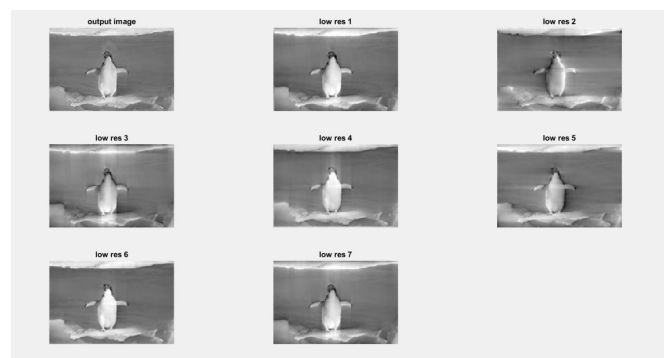 output image
low res 1
low res 2
low res 3
low res 4
low res 5
low res 6
low res 7